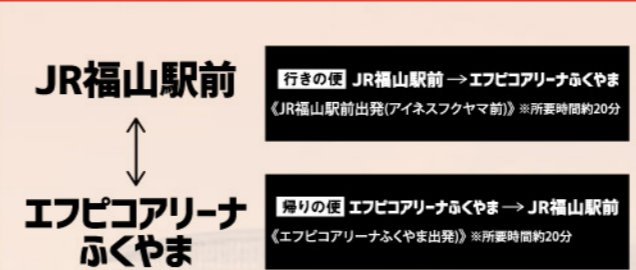 JR福山駅前
エフピコアリーナ
ふくやま
行きの便 JR福山駅前→エフピコアリーナふくやま
《JR福山駅前出発(アイネスフクヤマ前)》 ※所要時間約20分
帰りの便 エフピコアリーナふくやま→JR福山駅前
《エフピコアリーナふくやま出発)》 ※所要時間約20分